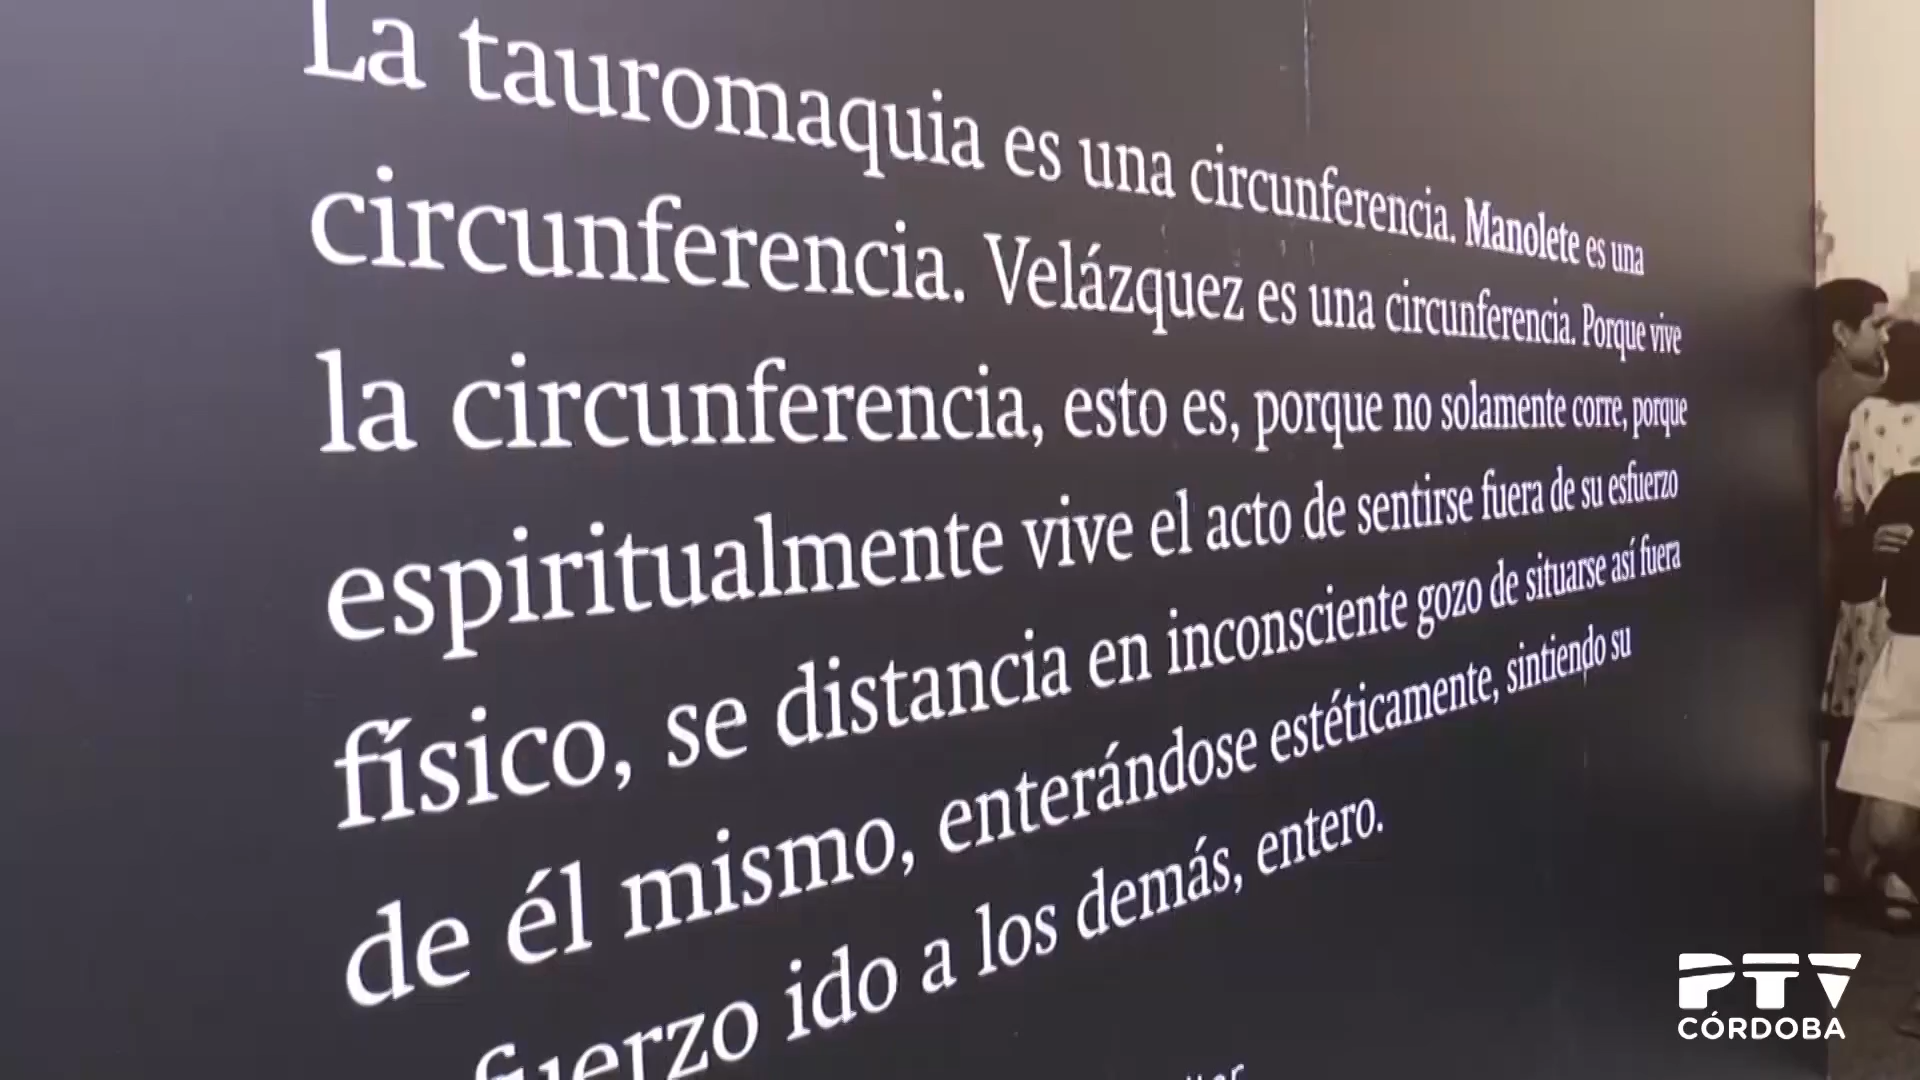 La tauromaquia es una circunferencia. Manolete es una
circunferencia. Velázquez es una circunferencia. Porque vive
la circunferencia, esto es, porque no solamente corre, porque
espiritualmente vive el acto de sentirse fuera de su esfuerzo
físico, se distancia en inconsciente gozo de situarse así fuera
de él mismo, enterándose estéticamente, sintiendo su
fuerzo ido a los demás, entero.
PTV
CÓRDOBA